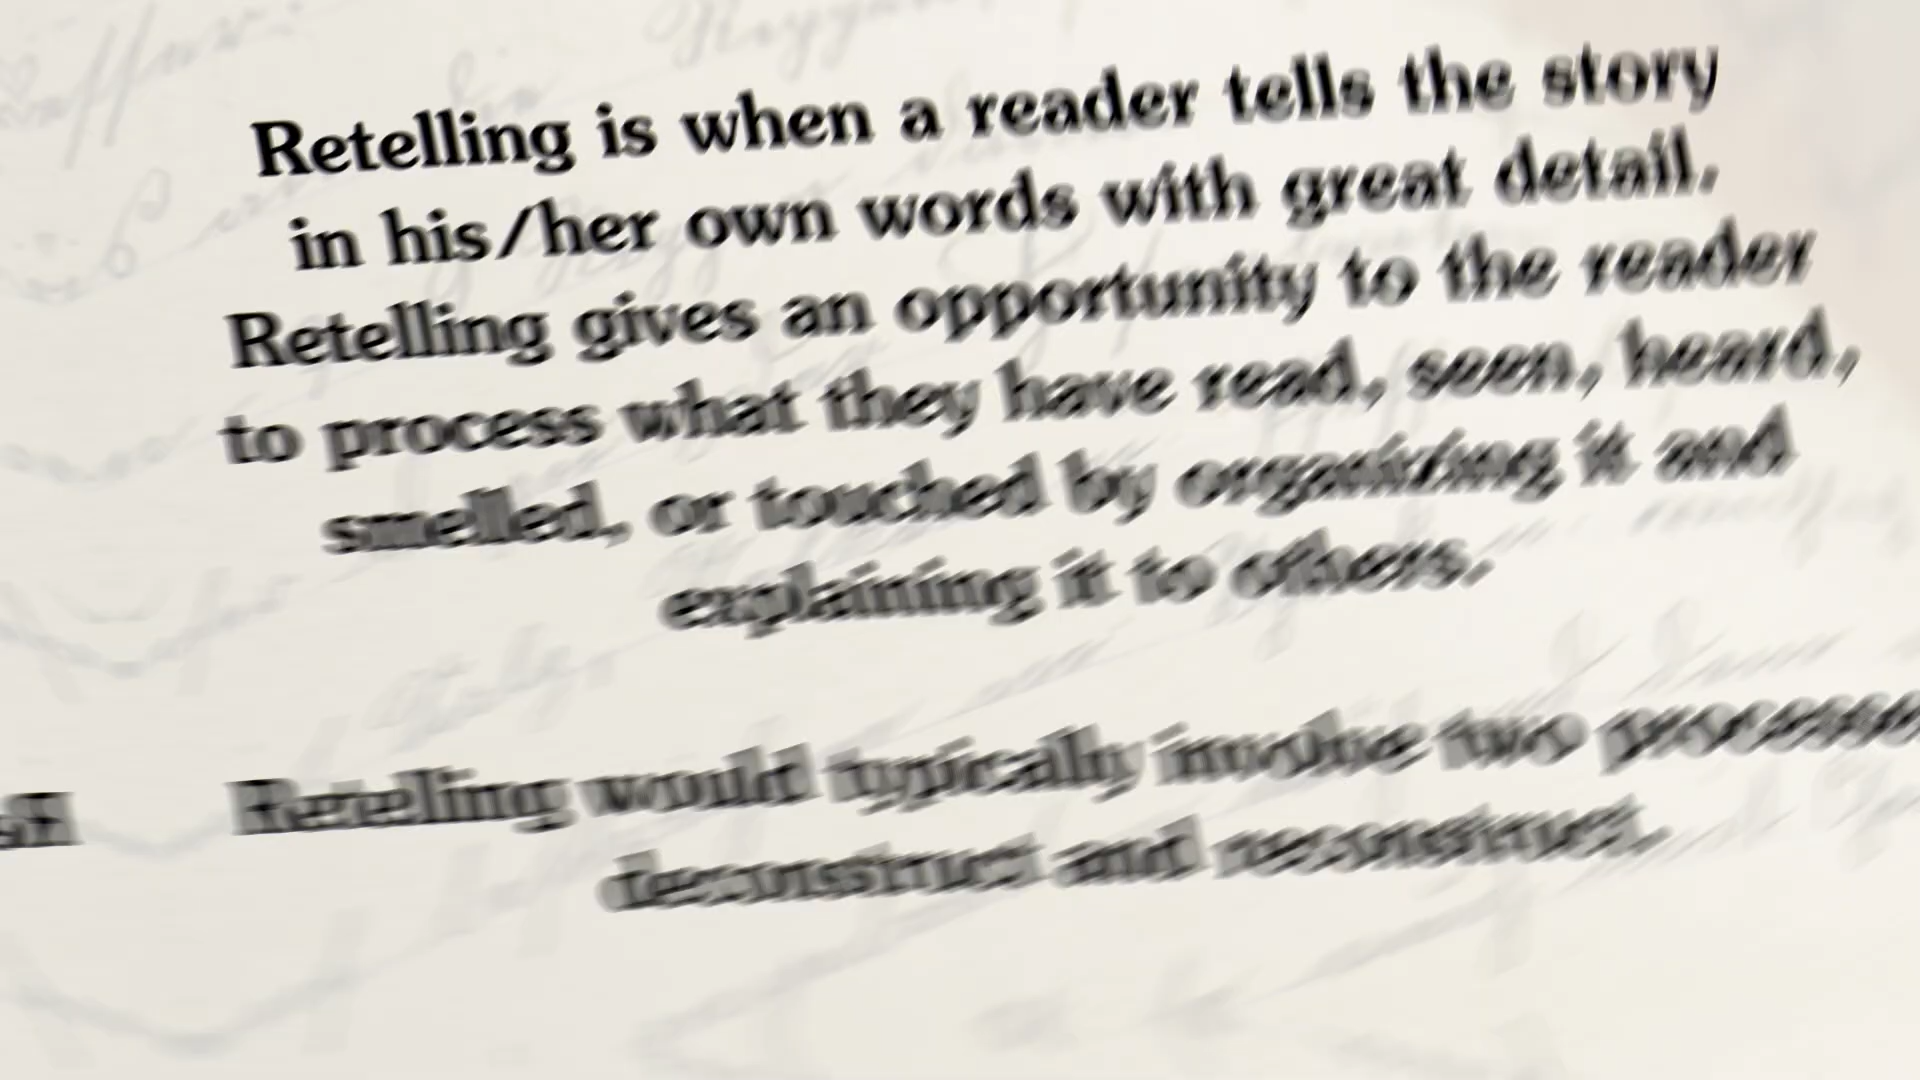 Retelling is when a reader tells the story
in his/her own words with great detail.
Retelling gives an opportunity to the reader
to process what they have read, seen, heard,
smelled, or touched by organizing it and
explaining it to others.
Retelling would typically involve two
deconstruct and reconstruct.